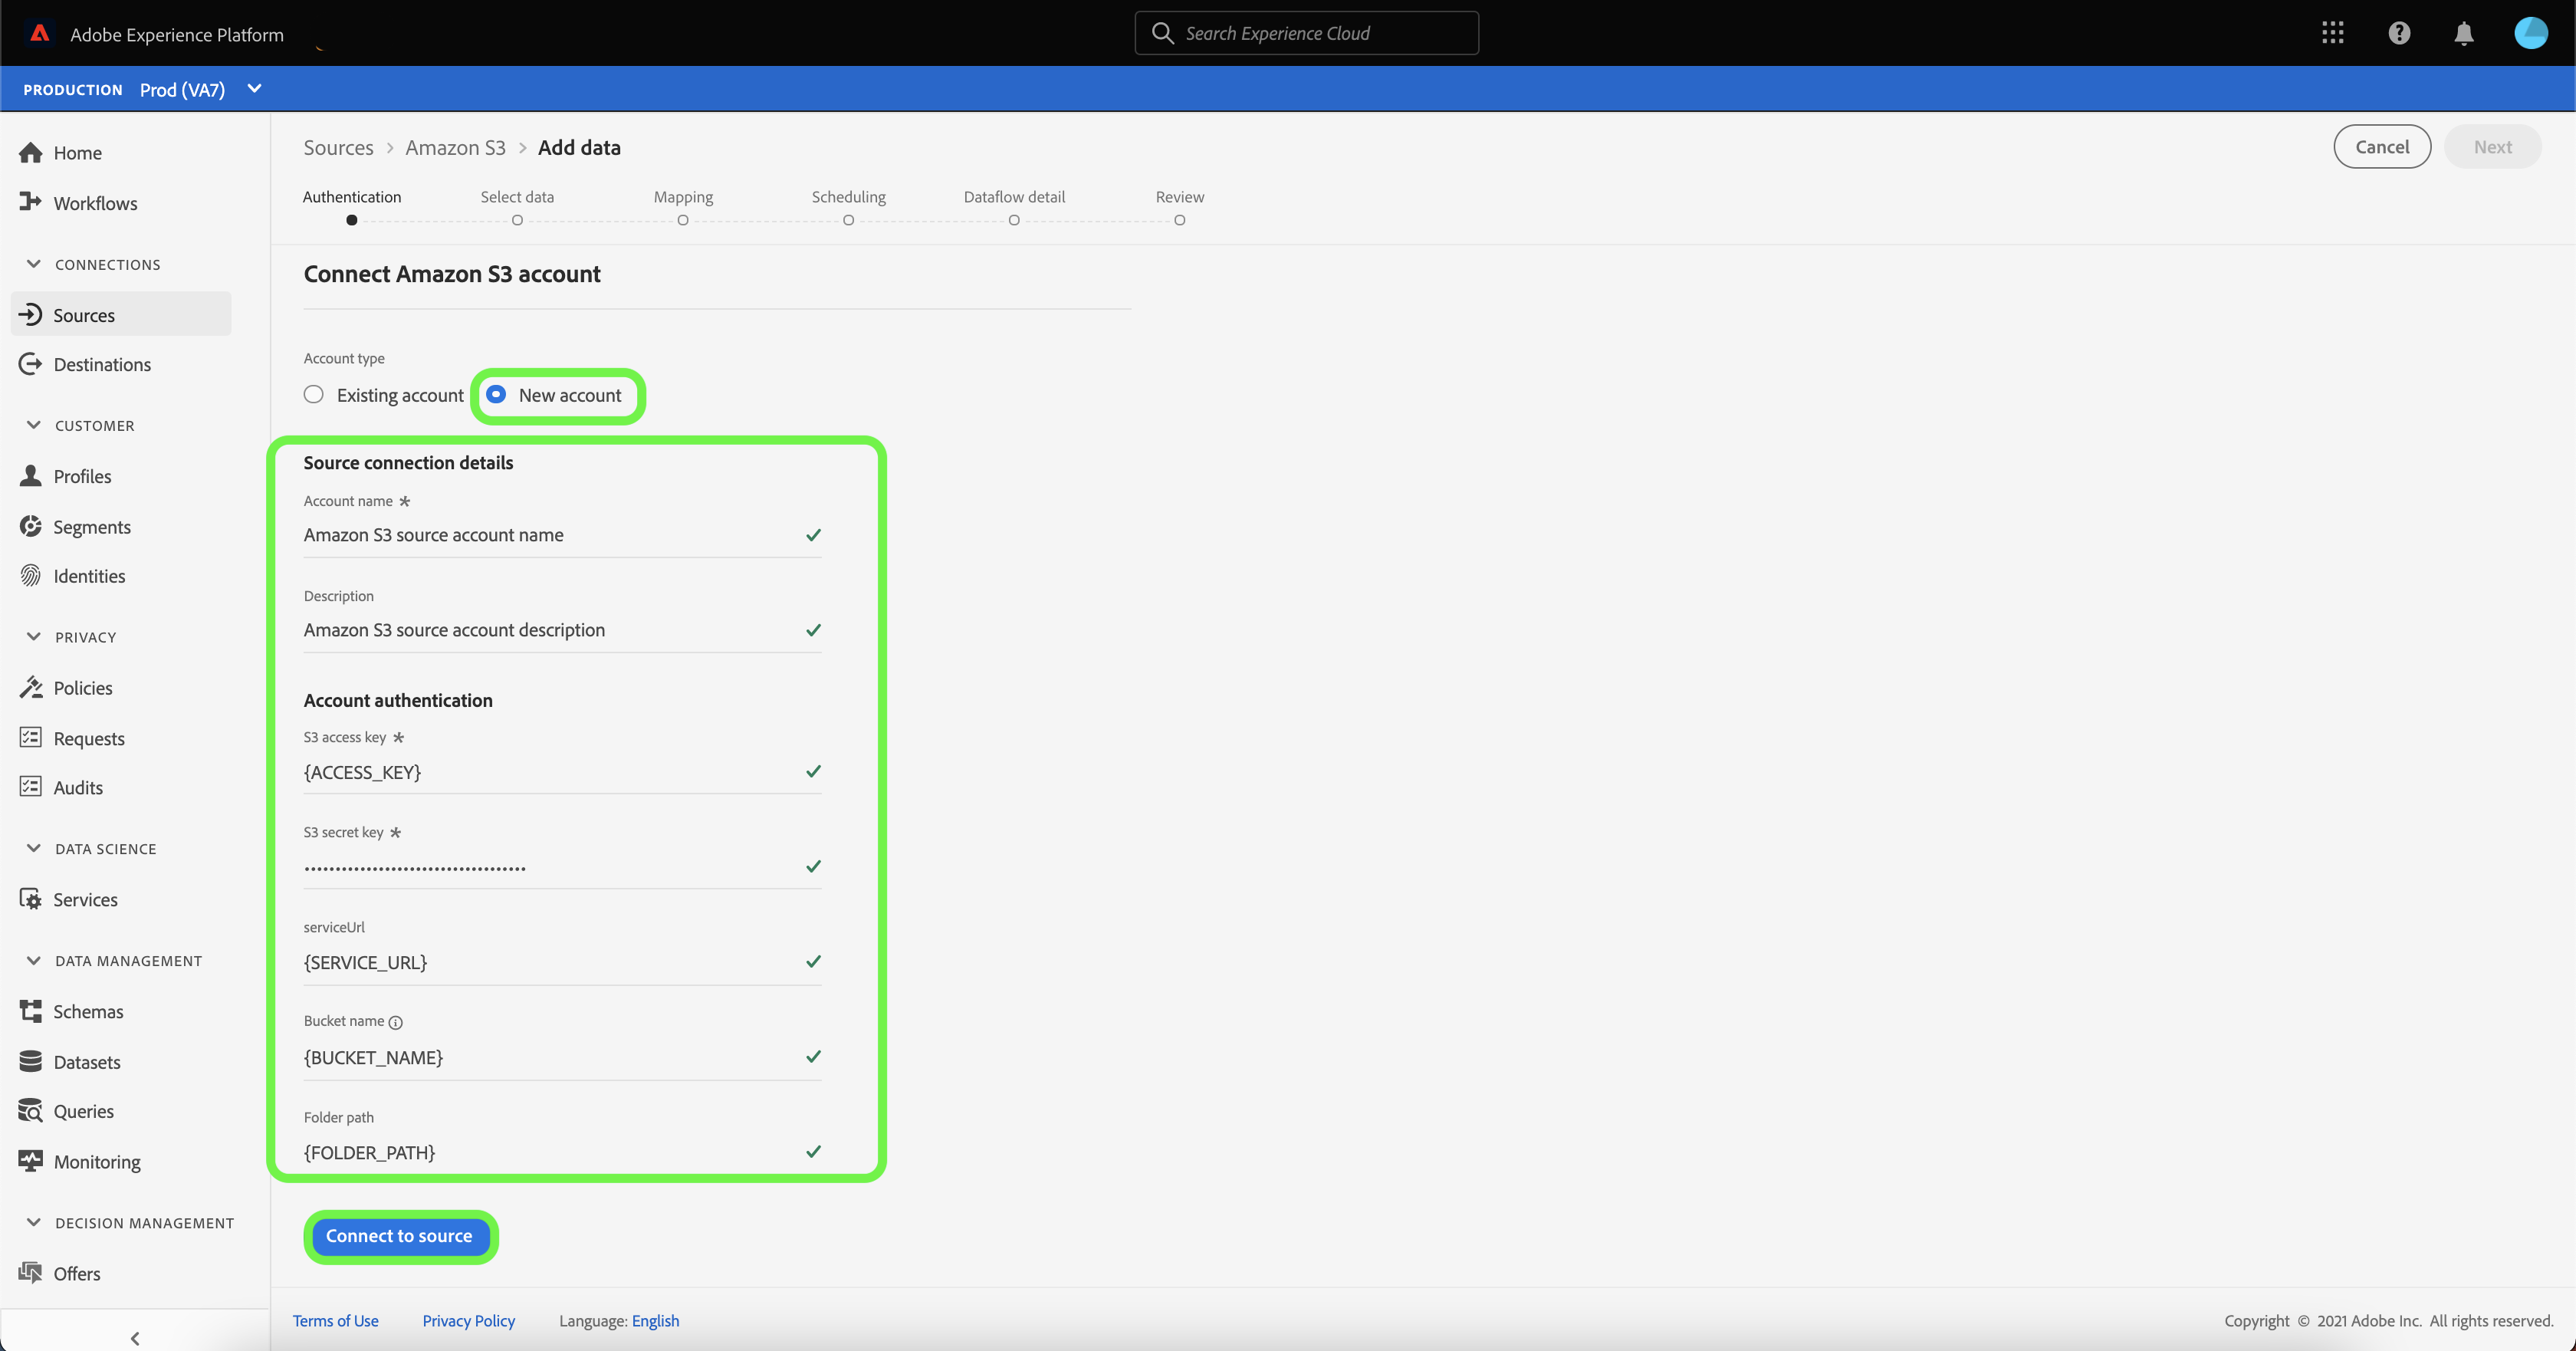 Adobe Experience Platform
Search Experience Cloud
PRODUCTION Prod (VA7)
Home
Workflows
CONNECTIONS
Sources
Destinations
CUSTOMER
Profiles
Segments
Identities
PRIVACY
Policies
Requests
Audits
DATA SCIENCE
Services
DATA MANAGEMENT
Schemas
Datasets
Queries
Monitoring
DECISION MANAGEMENT
Offers
Sources > Amazon S3 > Add data
Cancel
Next
Authentication
Select data
Mapping
Scheduling
Dataflow detail
Review
Connect Amazon S3 account
Account type
Existing account
New account
Source connection details
Account name *
Amazon S3 source account name
Description
Amazon S3 source account description
Account authentication
S3 access key *
{ACCESS_KEY}
S3 secret key *
serviceUrl
{SERVICE_URL}
Bucket name
{BUCKET_NAME}
Folder path
{FOLDER_PATH}
Connect to source
Terms of Use
Privacy Policy
Language: English
Copyright © 2021 Adobe Inc. All rights reserved.